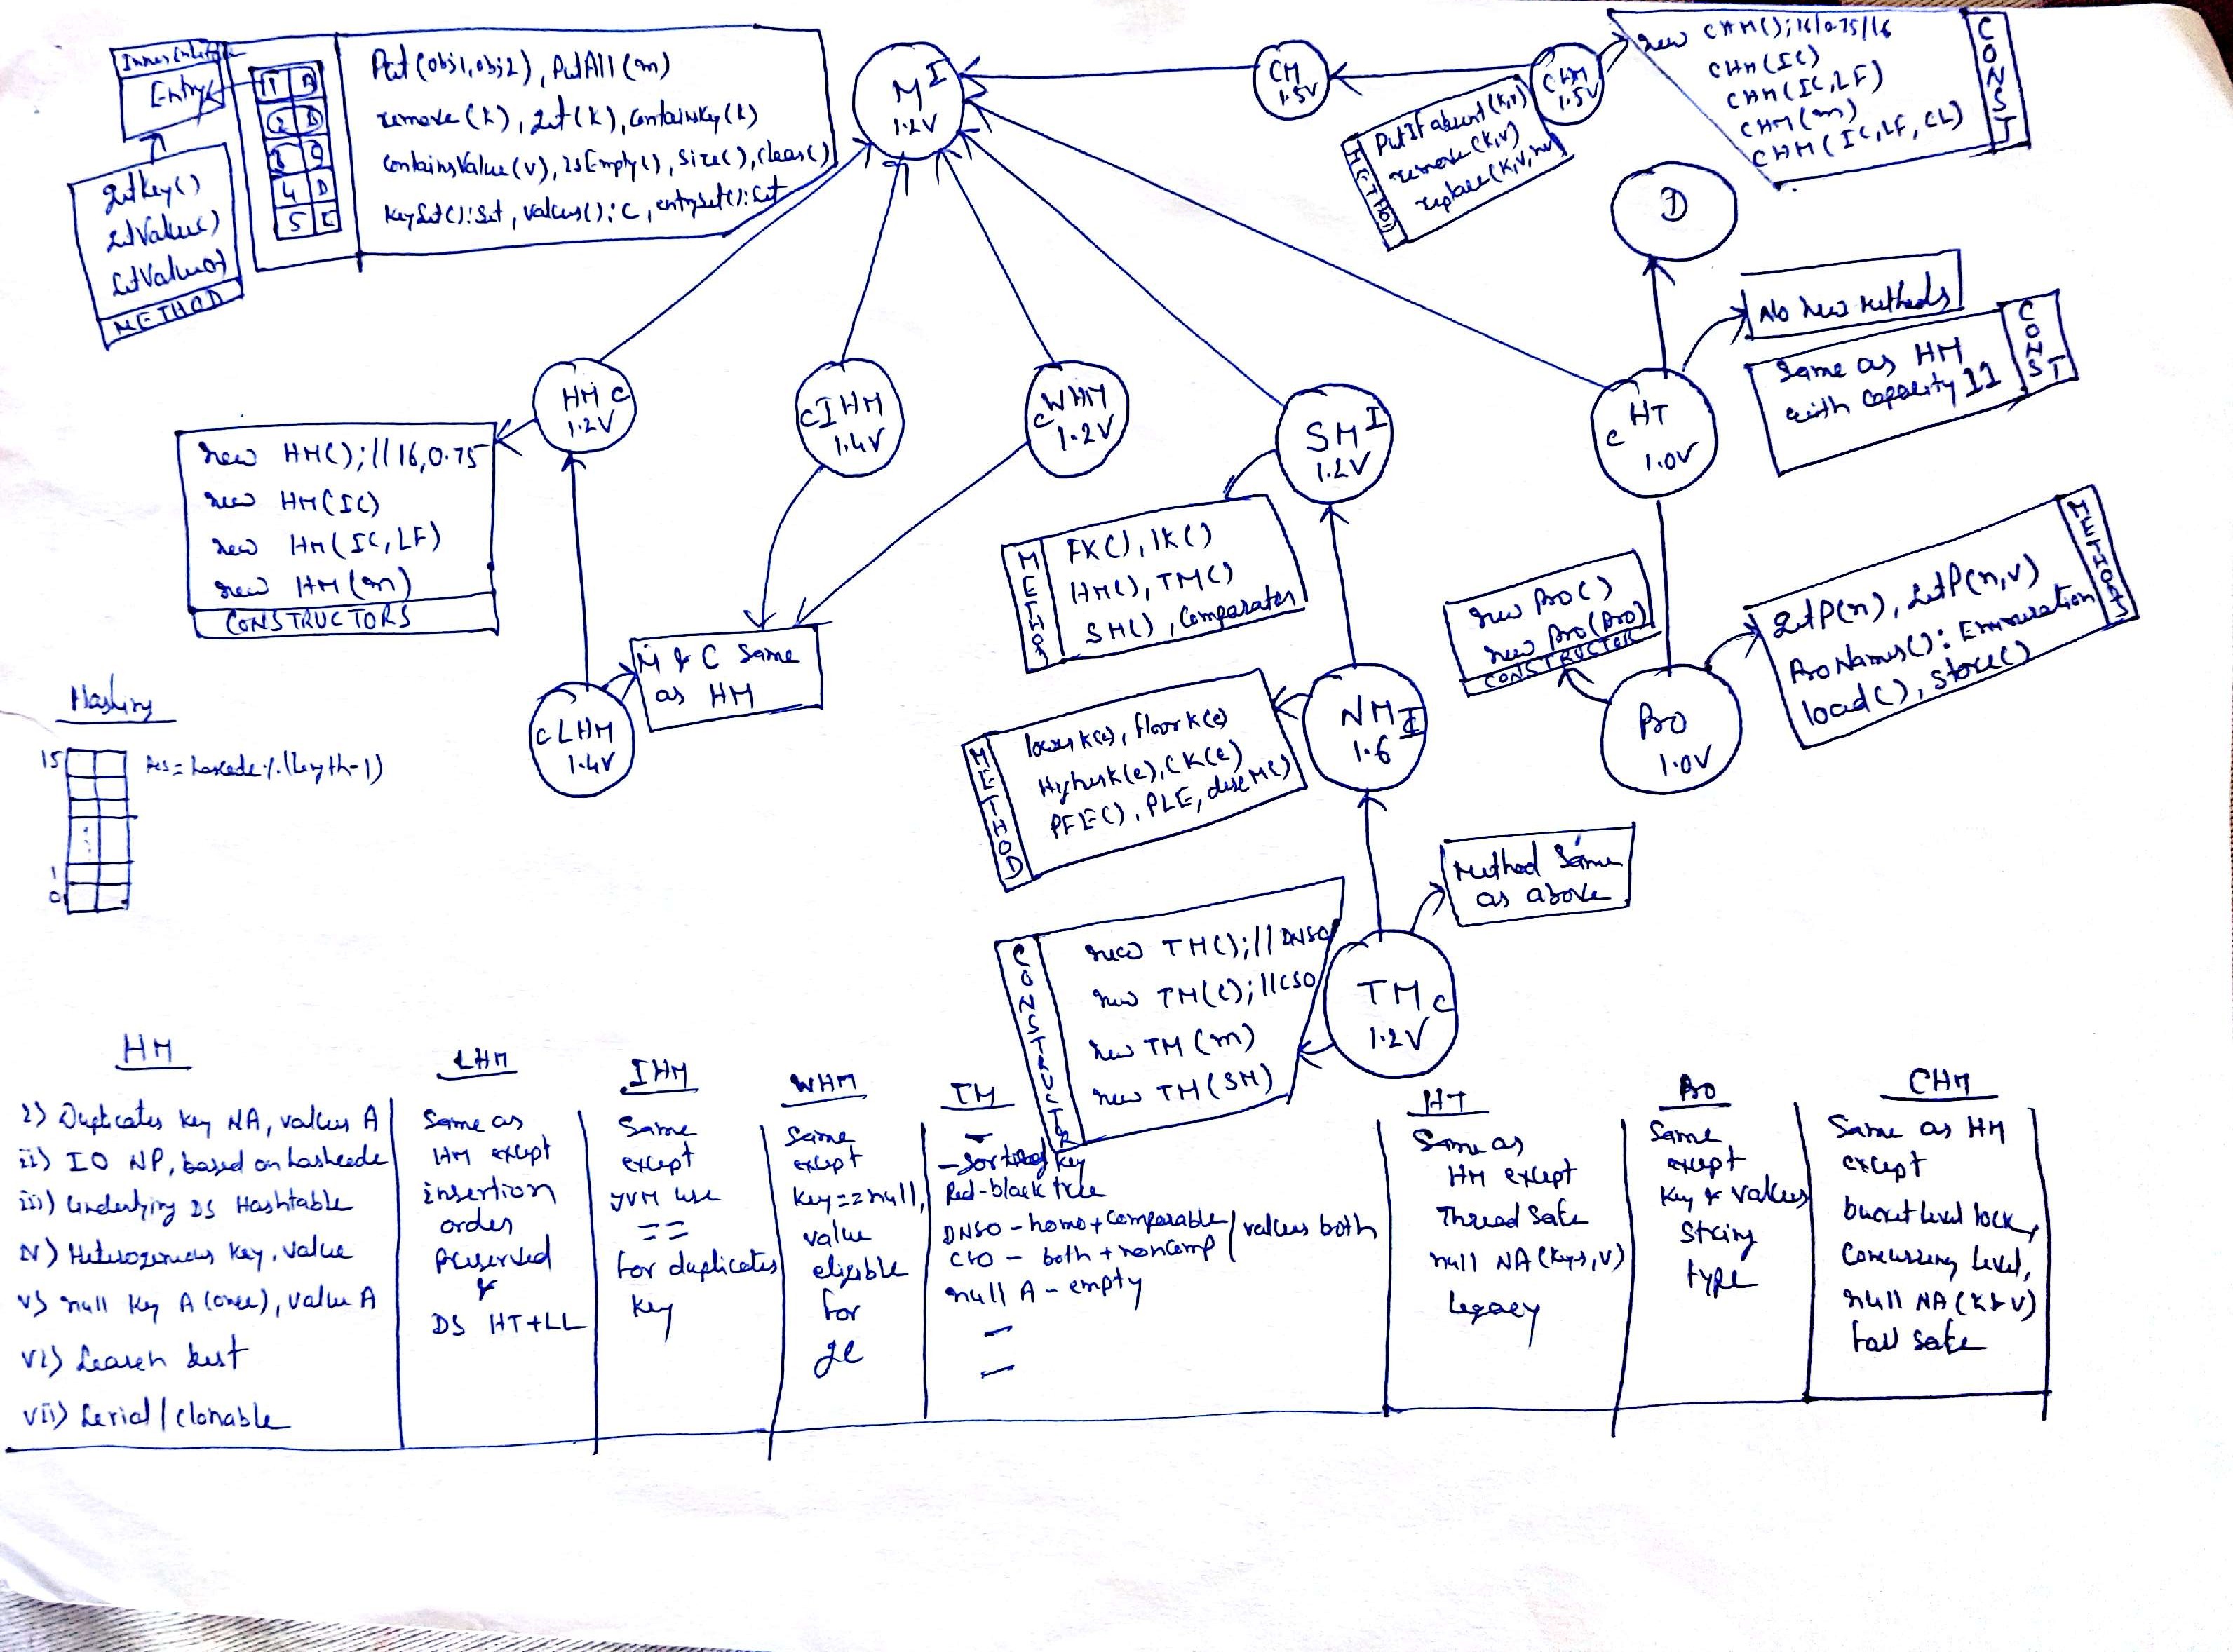 Entry
getKey()
getValue()
METHOD
1 A
2 D
4 D
5 C
Put(obj1,obj2), PutAll(m)
remove(k), get(k), containsKey(k)
containsValue(v), isEmpty(), size(), clear()
KeySet():Set, values():C, entrySet():Set
M I
1.2V
CM
1.5V
CHM
1.5V
PutIfabsent(K,V)
remove(K,V)
replace(K,V,nv)
METHOD
new CHM();16/0.75/16
CHM(IC)
CHM(IC,LF)
CHM(m)
CHM(IC,LF,CL)
CONST
D
No new methods
Same as HM
with capacity 11
CONST
HM C
1.2V
C IHM
1.4V
C WHM
1.2V
SM I
1.2V
C HT
1.0V
new HM();//16,0.75
new HM(IC)
new HM(IC,LF)
new HM(m)
CONSTRUCTORS
FK(), lK()
HM(), TM()
SM(), Comparator
METHOD
new Pro()
new Pro(Pro)
CONSTRUCTOR
getP(n), setP(n,v)
ProNames(): Enumeration
load(), store()
METHODS
M & C Same
as HM
C LHM
1.4V
NM I
1.6
Pro
1.0V
lowerK(e), floorK(e)
HigherK(e), CK(e)
PFE(), PLE, descM()
METHOD
Hashing
15
1
0
hashcode%(length-1)
Method Same
as above
new TM();//DNSO
new TM(C);//CSO
new TM(m)
new TM(SM)
CONSTRUCTOR
TM C
1.2V
HM
i) Duplicates key NA, values A
ii) IO NP, based on hashcode
iii) Underlying DS Hashtable
iv) Heterogenous key, value
v) null key A (once), value A
vi) Search best
vii) Serial/clonable
LHM
Same as
HM except
insertion
order
preserved
&
DS HT+LL
IHM
Same
except
JVM use
==
for duplicates
key
WHM
Same
except
key==null,
value
eligible
for
gc
TM
–
key
Red-black tree
DNSO – homo+comparable / values both
CSO – both+noncomp
null A – empty
–
–
HT
Same as
HM except
Thread Safe
null NA(keys,v)
legacy
Pro
Same
except
key & values
String
type
CHM
Same as HM
except
bucket level lock,
Concurrency level,
null NA(K&V)
fail safe